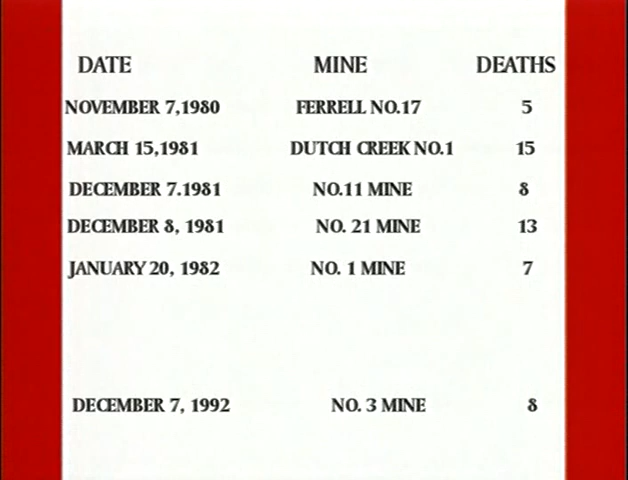 DATE MINE DEATHS
NOVEMBER 7,1980 FERRELL NO.17 5
MARCH 15,1981 DUTCH CREEK NO.1 15
DECEMBER 7.1981 NO.11 MINE 8
DECEMBER 8, 1981 NO. 21 MINE 13
JANUARY 20, 1982 NO. 1 MINE 7
DECEMBER 7, 1992 NO. 3 MINE 8